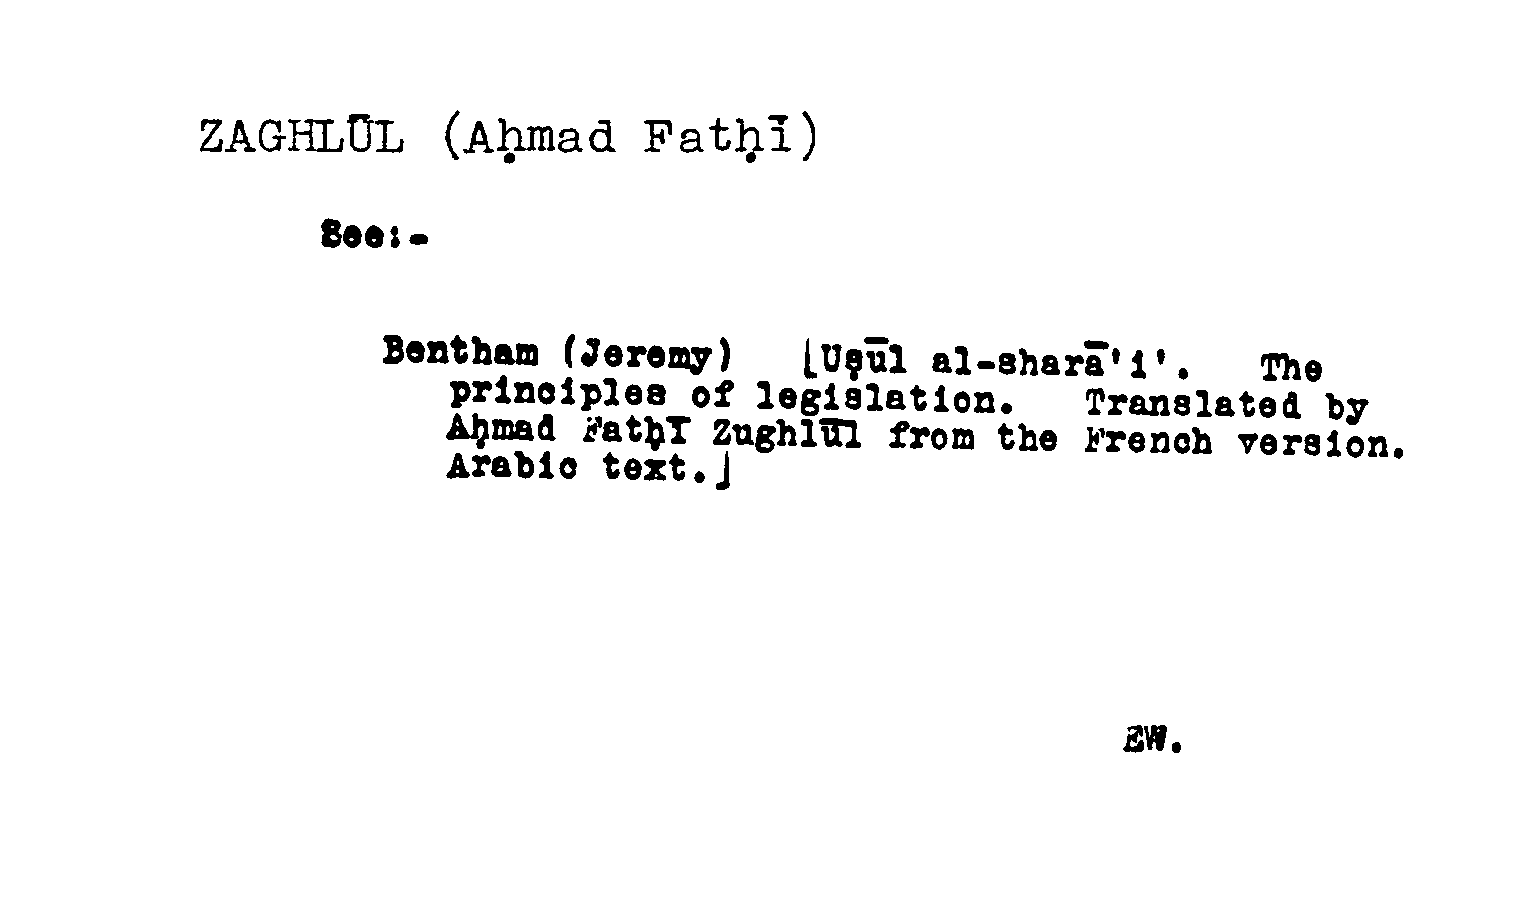 ZAGHLŪL (Aḥmad Fatḥī)
See:-
Bentham (Jeremy) [Uṣūl al-sharā'i'. The
principles of legislation. Translated by
Aḥmad Fatḥī Zughlūl from the French version.
Arabic text.]
EW.